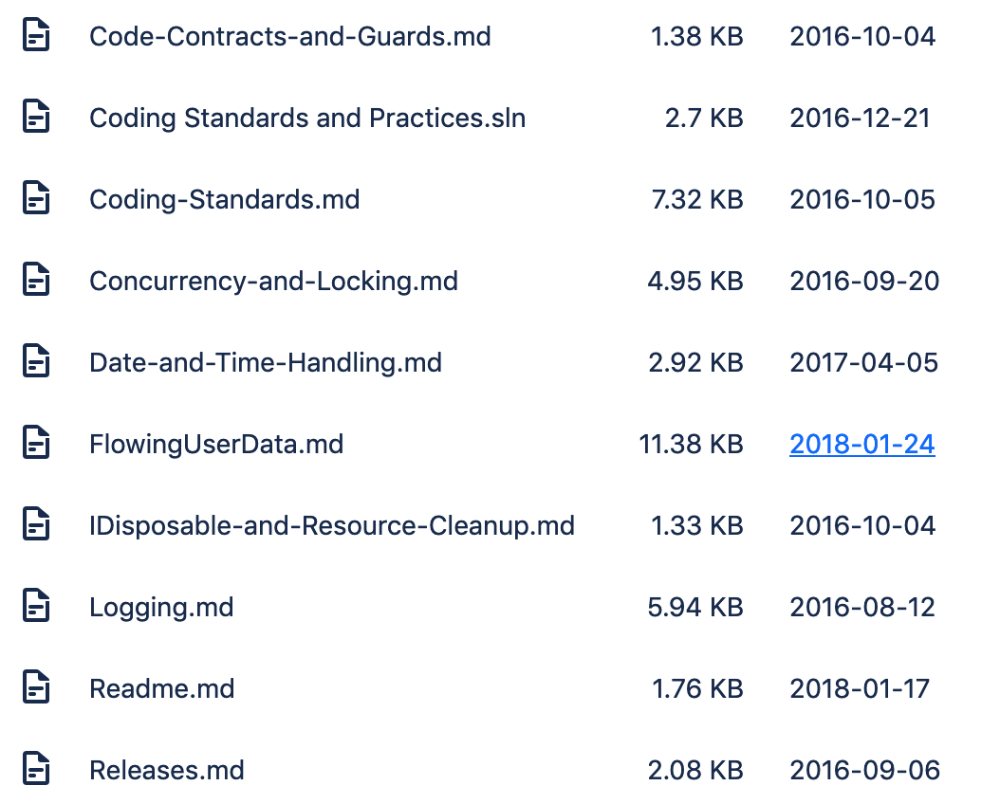 Code-Contracts-and-Guards.md 1.38 KB 2016-10-04
Coding Standards and Practices.sln 2.7 KB 2016-12-21
Coding-Standards.md 7.32 KB 2016-10-05
Concurrency-and-Locking.md 4.95 KB 2016-09-20
Date-and-Time-Handling.md 2.92 KB 2017-04-05
FlowingUserData.md 11.38 KB 2018-01-24
IDisposable-and-Resource-Cleanup.md 1.33 KB 2016-10-04
Logging.md 5.94 KB 2016-08-12
Readme.md 1.76 KB 2018-01-17
Releases.md 2.08 KB 2016-09-06